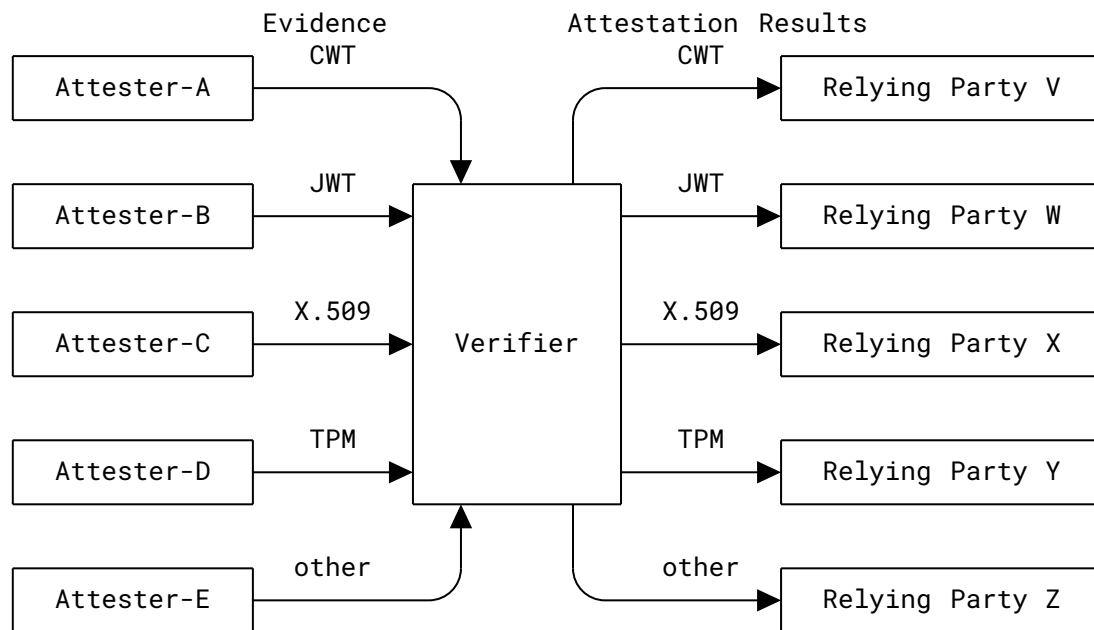 Evidence Attestation Results
CWT CWT
Attester-A Relying Party V
JWT JWT
Attester-B Relying Party W
X.509 X.509
Attester-C Verifier Relying Party X
TPM TPM
Attester-D Relying Party Y
other other
Attester-E Relying Party Z